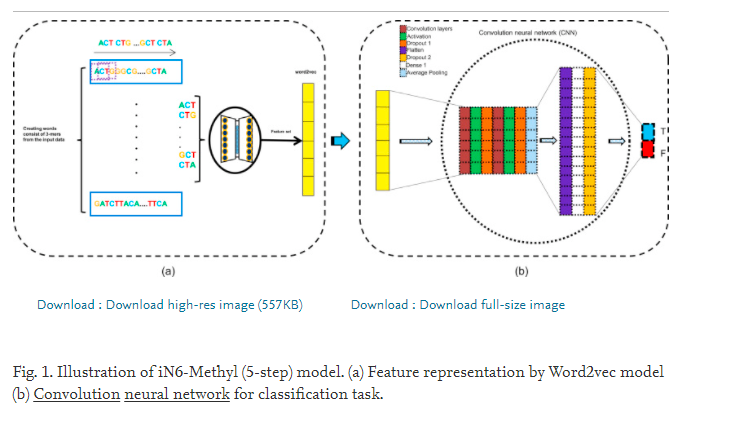 ACT CTG ...GCT CTA
ACTGGGCG....GCTA
Creating words
consist of 3-mers
from the input data
ACT
CTG
GCT
CTA
GATCTTACA....TTCA
Feature set
word2vec
(a)
Convolution layers
Activation
Dropout 1
Flatten
Dropout 2
Dense 1
Average Pooling
Convolution neural network (CNN)
T
F
(b)
Download : Download high-res image (557KB)
Download : Download full-size image
Fig. 1. Illustration of iN6-Methyl (5-step) model. (a) Feature representation by Word2vec model
(b) Convolution neural network for classification task.